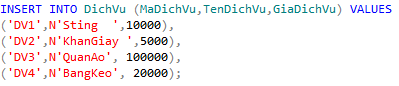 INSERT INTO DichVu (MaDichVu,TenDichVu,GiaDichVu) VALUES
('DV1',N'Sting  ',10000),
('DV2',N'KhanGiay ',5000),
('DV3',N'QuanAo', 100000),
('DV4',N'BangKeo', 20000);